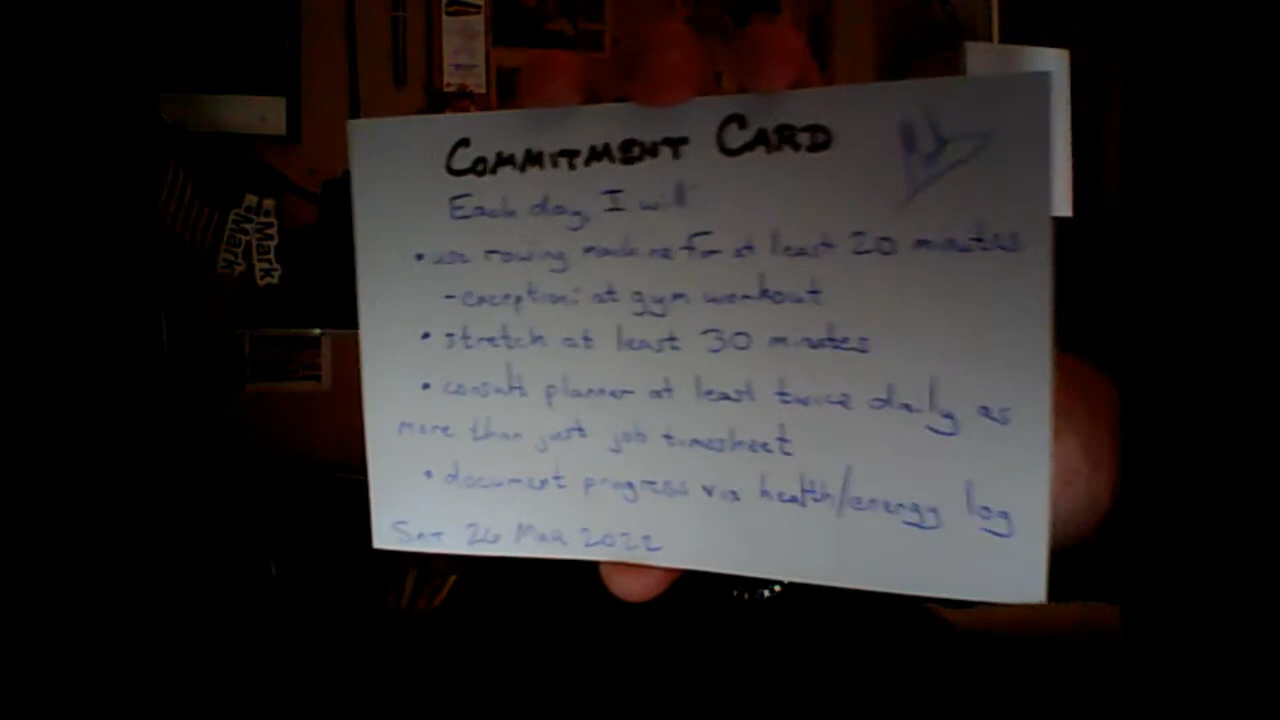 COMMITMENT CARD
Each day, I will
• use rowing machine for at least 20 minutes
- exception: at gym workout
• stretch at least 30 minutes
• consult planner at least twice daily as
more than just job timesheet
• document progress via health/energy log
SAT 26 MAR 2022
Mark
Mark